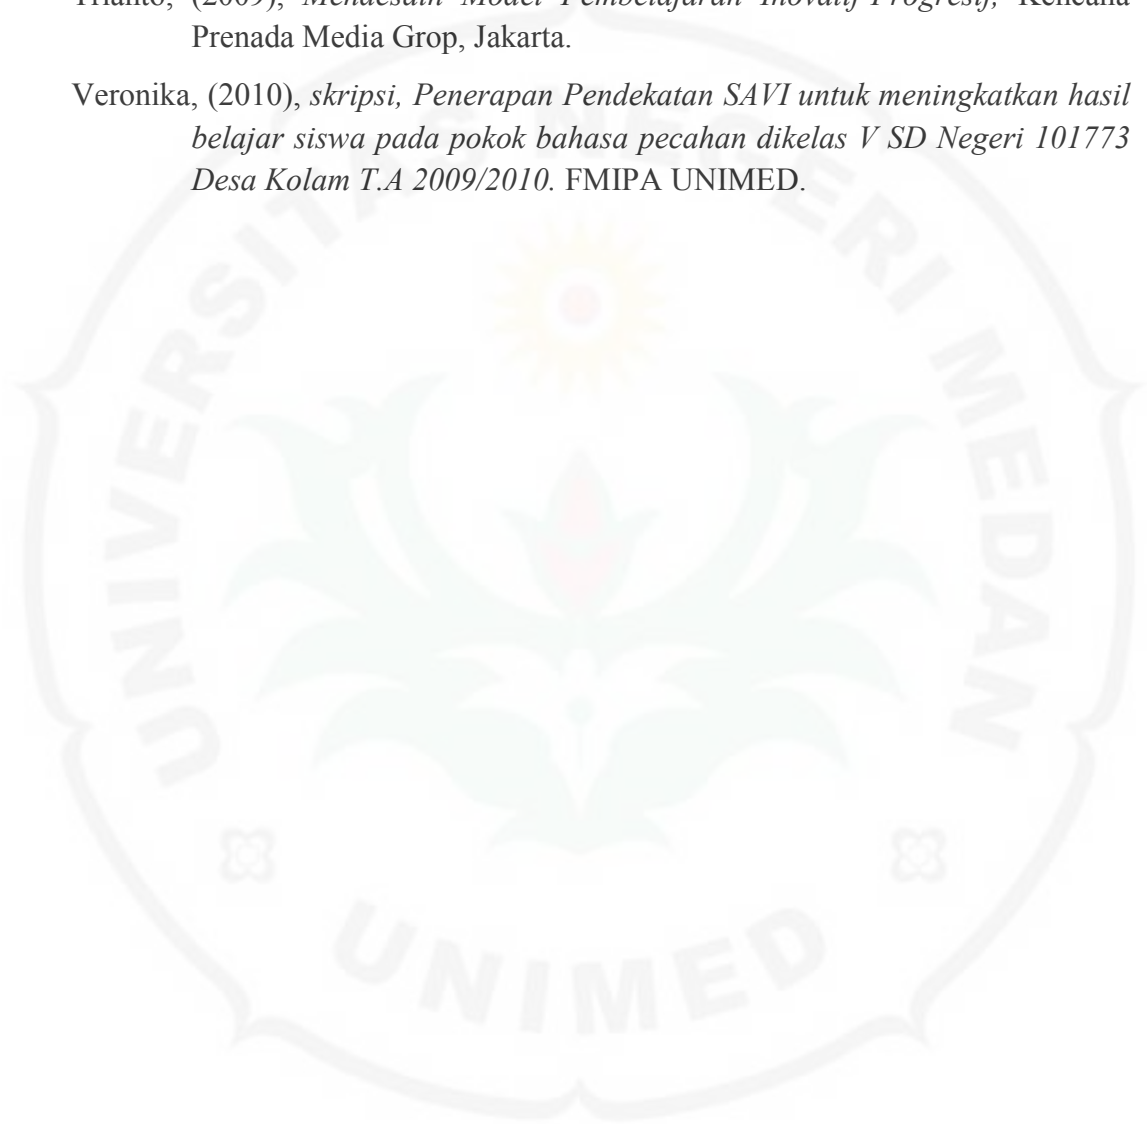 Trianto, (2009), Mendesain Model Pembelajaran Inovatif-Progresif, Kencana
Prenada Media Grop, Jakarta.
Veronika, (2010), skripsi, Penerapan Pendekatan SAVI untuk meningkatkan hasil
belajar siswa pada pokok bahasa pecahan dikelas V SD Negeri 101773
Desa Kolam T.A 2009/2010. FMIPA UNIMED.
UNIVERSITAS NEGERI MEDAN
UNIMED